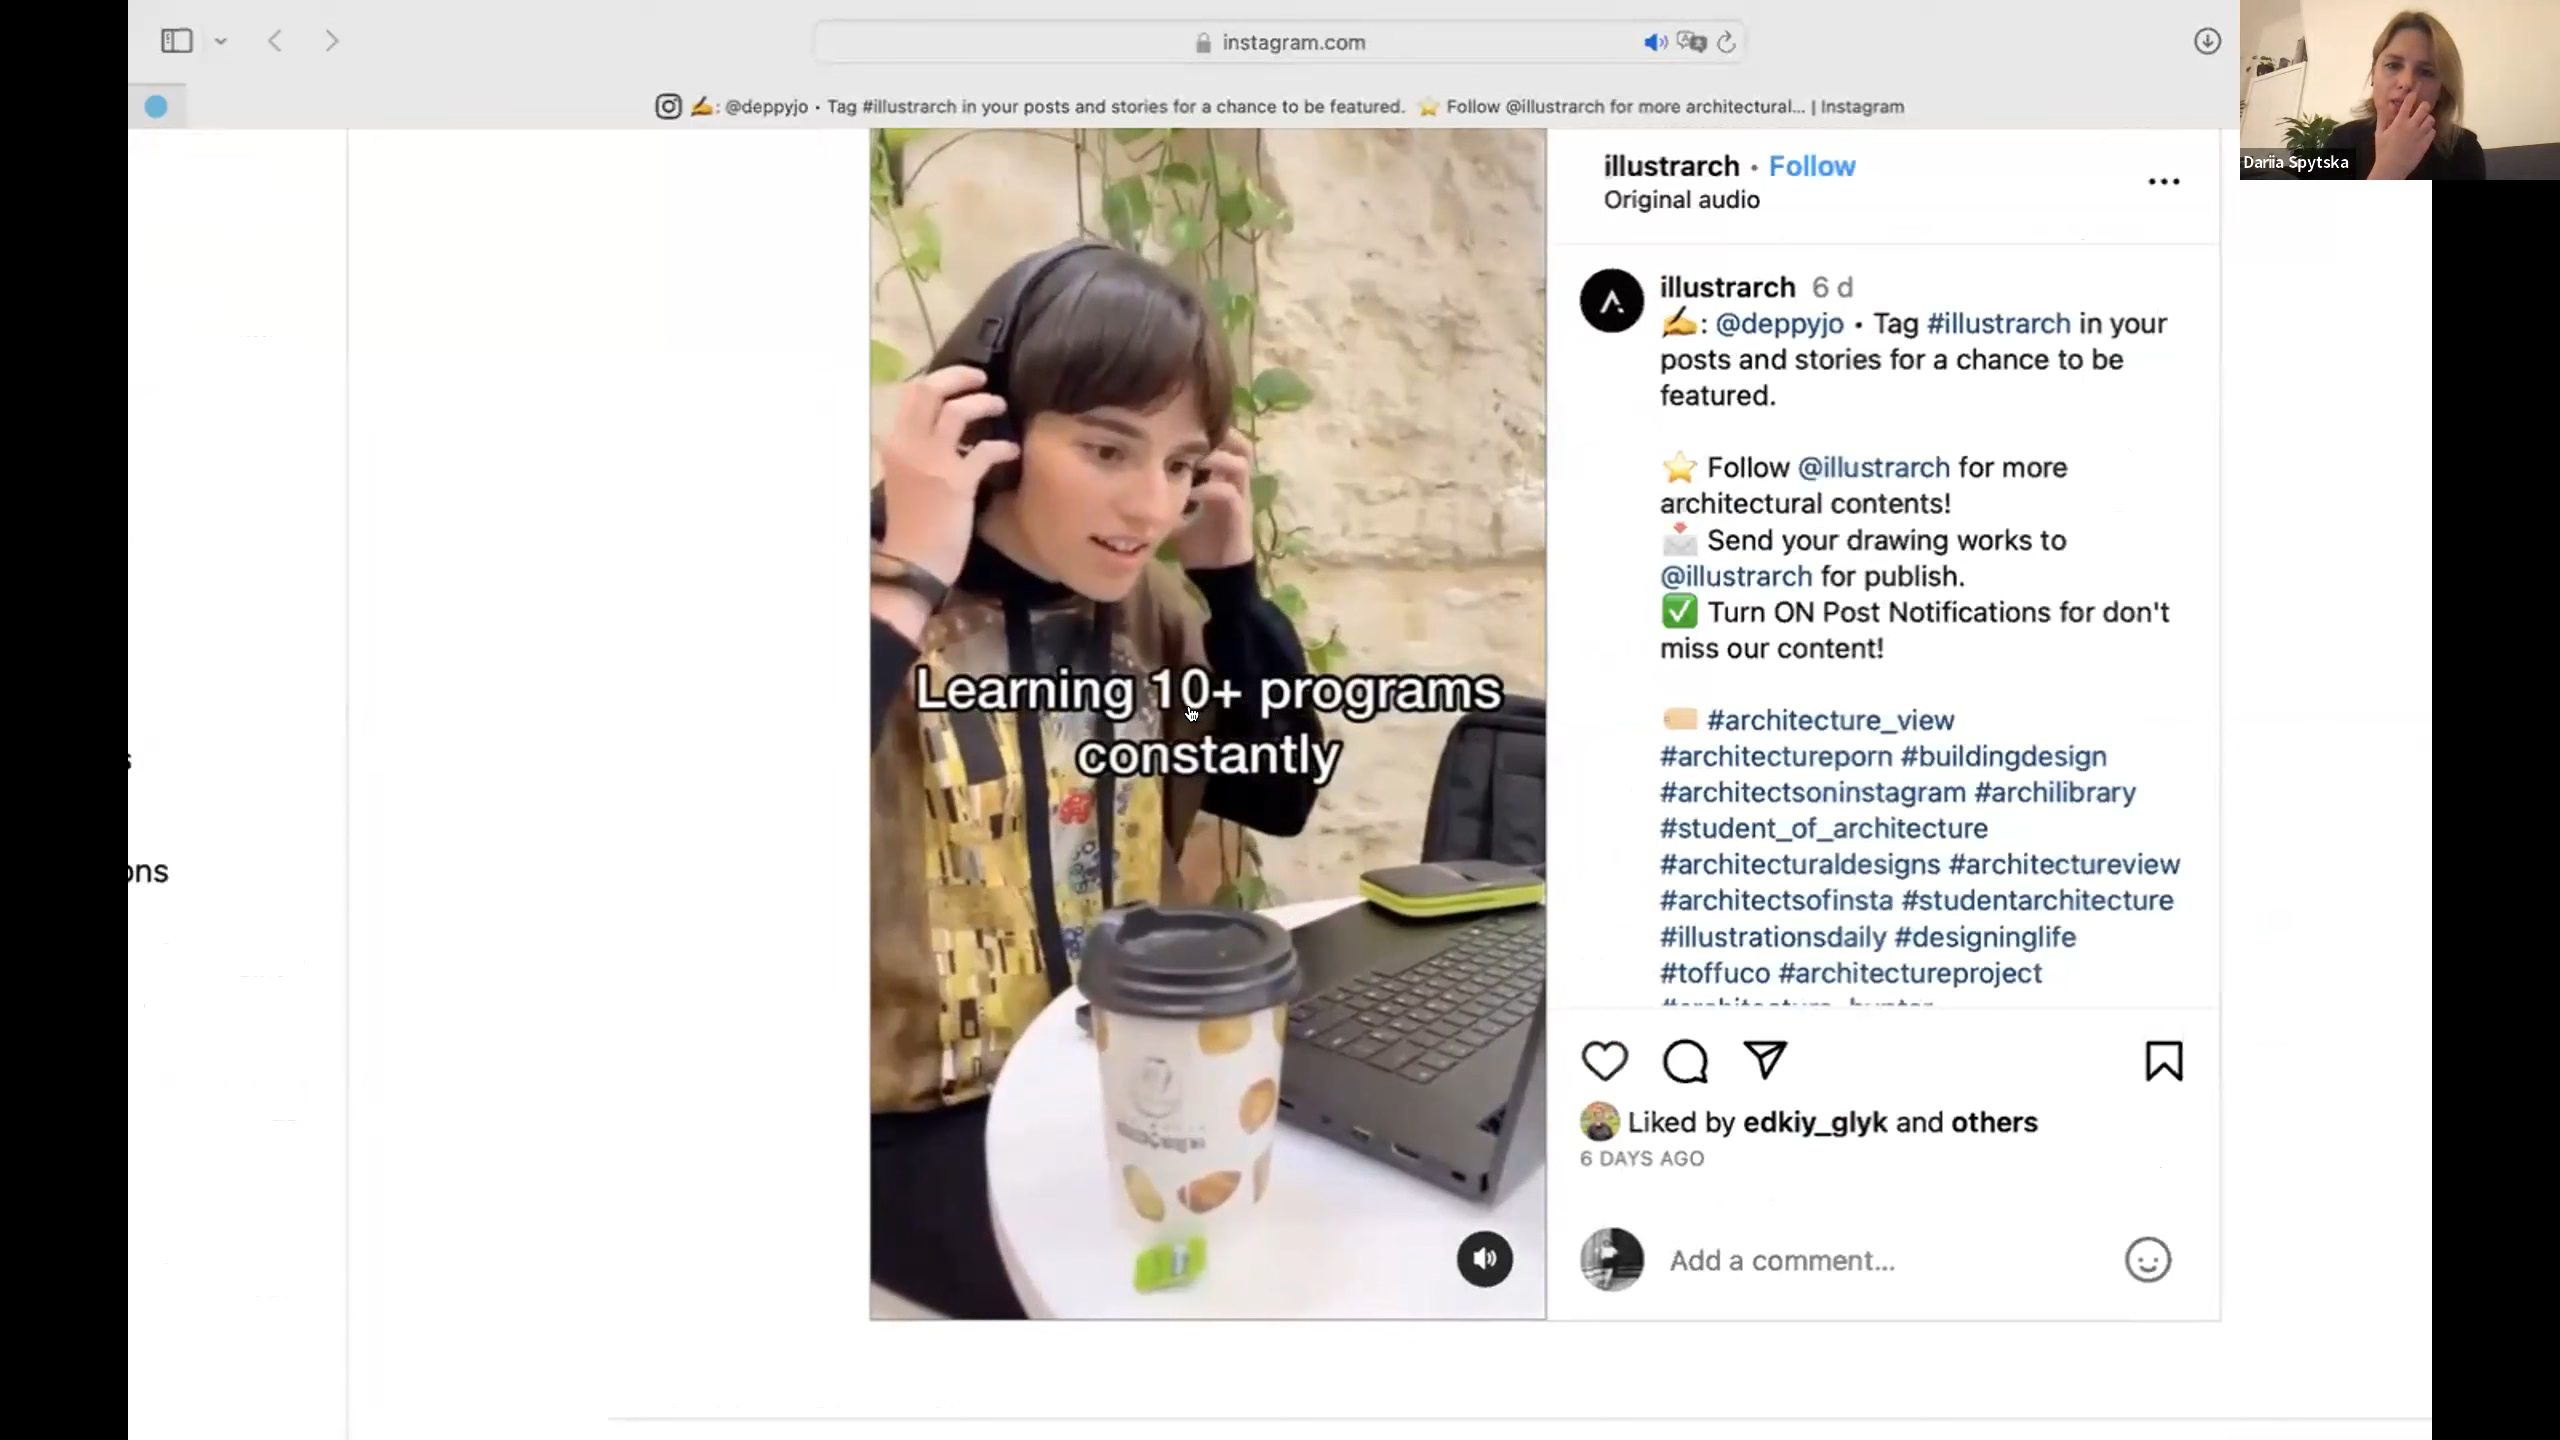 instagram.com
✍️: @deppyjo • Tag #illustrarch in your posts and stories for a chance to be featured. ⭐ Follow @illustrarch for more architectural... | Instagram
Dariia Spytska
ons
Learning 10+ programs
constantly
illustrarch • Follow
Original audio
illustrarch 6 d
✍️: @deppyjo • Tag #illustrarch in your
posts and stories for a chance to be
featured.
⭐ Follow @illustrarch for more
architectural contents!
📩 Send your drawing works to
@illustrarch for publish.
✅ Turn ON Post Notifications for don't
miss our content!
🏷️ #architecture_view
#architectureporn #buildingdesign
#architectsoninstagram #archilibrary
#student_of_architecture
#architecturaldesigns #architectureview
#architectsofinsta #studentarchitecture
#illustrationsdaily #designinglife
#toffuco #architectureproject
Liked by edkiy_glyk and others
6 DAYS AGO
Add a comment...